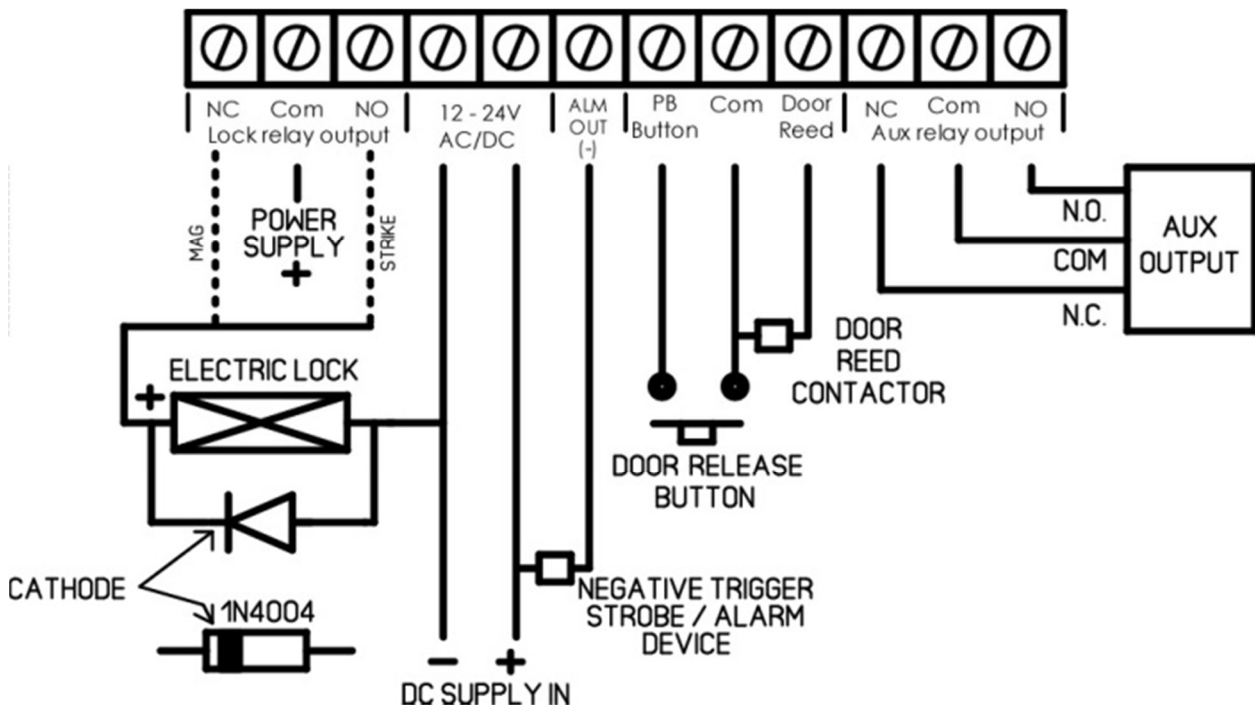 NC Com NO
Lock relay output
12 - 24V
AC/DC
ALM
OUT
(-)
PB
Button
Com
Door
Reed
NC Com NO
Aux relay output
MAG
POWER
SUPPLY
+
STRIKE
N.O.
COM
N.C.
AUX
OUTPUT
ELECTRIC LOCK
+
DOOR
REED
CONTACTOR
DOOR RELEASE
BUTTON
CATHODE
1N4004
NEGATIVE TRIGGER
STROBE / ALARM
DEVICE
- +
DC SUPPLY IN